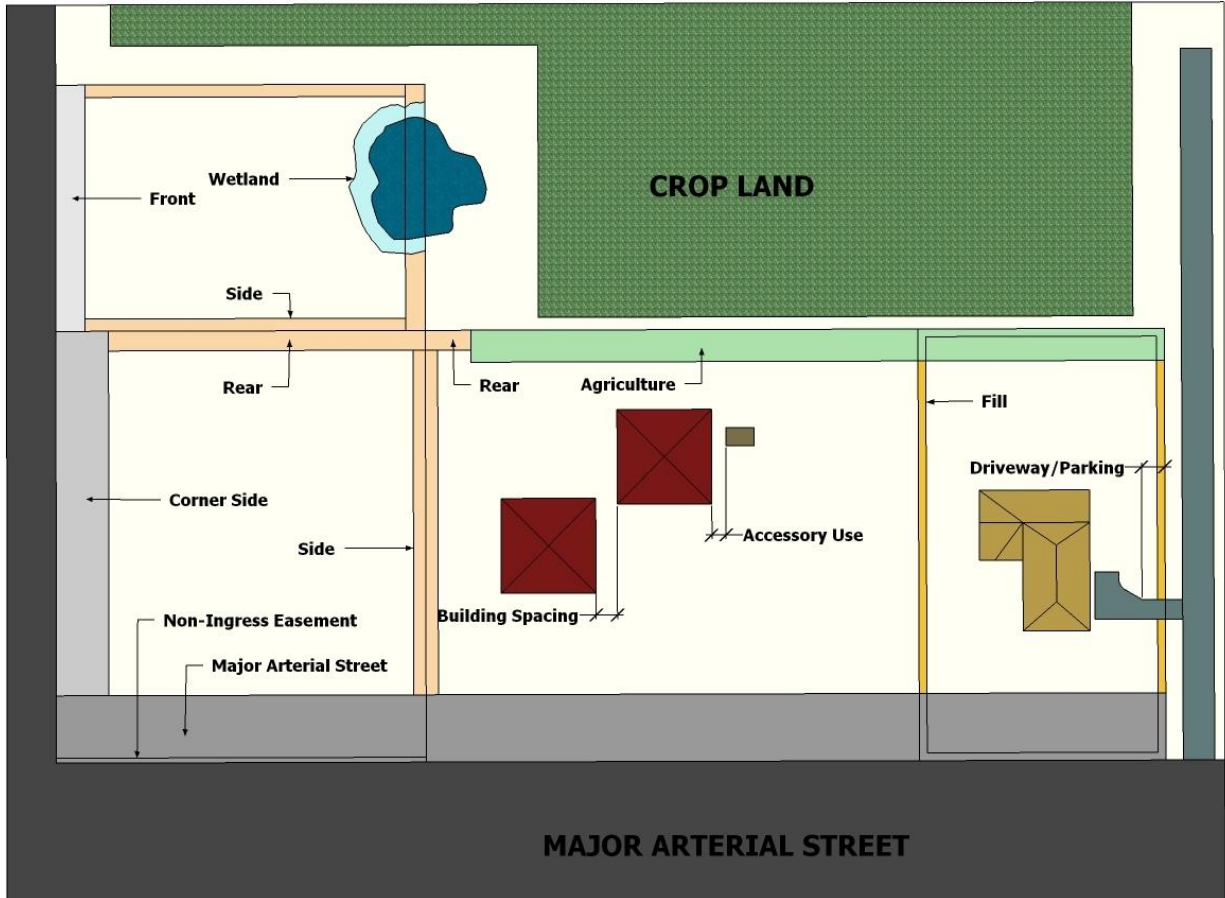 CROP LAND
Wetland
Front
Side
Rear
Rear
Agriculture
Fill
Driveway/Parking
Corner Side
Side
Accessory Use
Building Spacing
Non-Ingress Easement
Major Arterial Street
MAJOR ARTERIAL STREET